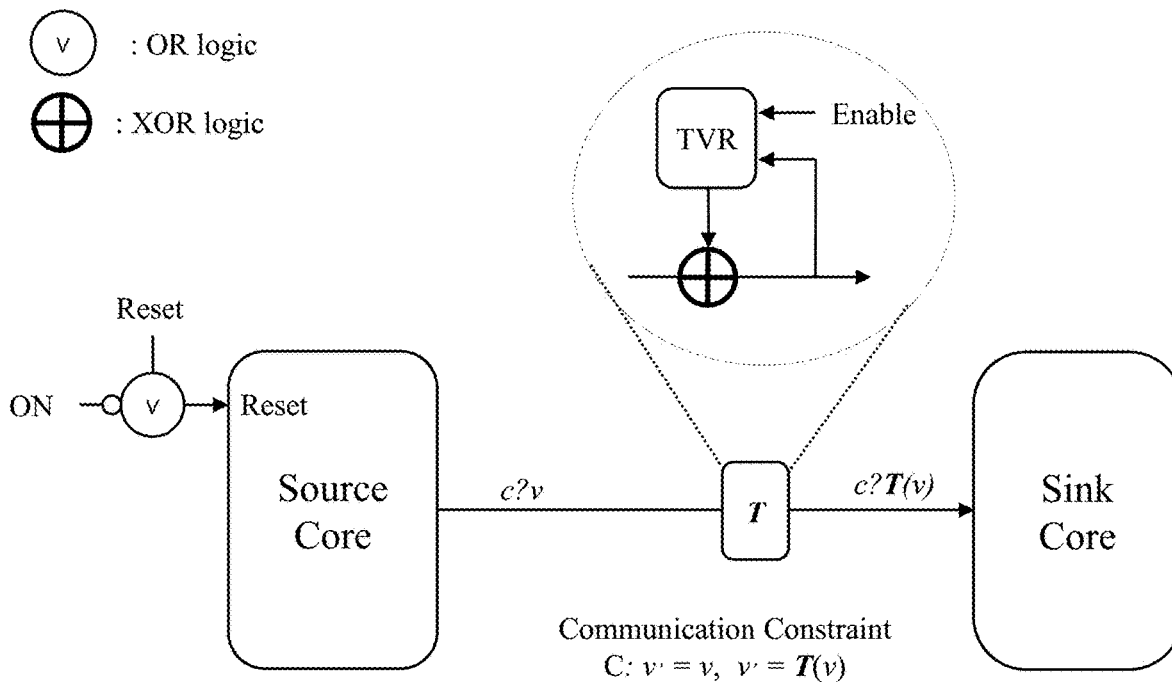 v : OR logic
: XOR logic
TVR
Enable
Reset
ON
v
Reset
Source
Core
c?v
T
c?T(v)
Sink
Core
Communication Constraint
C: v' = v, v' = T(v)